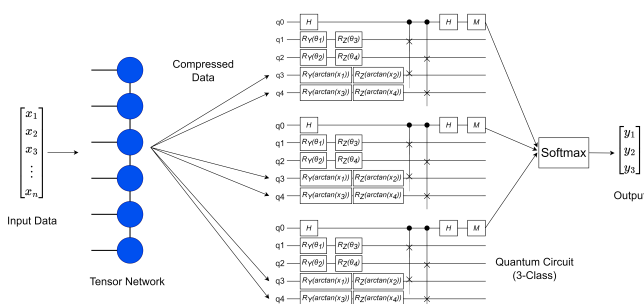 x1
x2
x3
⋮
xn
Input Data
Tensor Network
Compressed
Data
q0 H H M
q1 RY(θ1) RZ(θ3)
q2 RY(θ2) RZ(θ4)
q3 RY(arctan(x1)) RZ(arctan(x2))
q4 RY(arctan(x3)) RZ(arctan(x4))
q0 H H M
q1 RY(θ1) RZ(θ3)
q2 RY(θ2) RZ(θ4)
q3 RY(arctan(x1)) RZ(arctan(x2))
q4 RY(arctan(x3)) RZ(arctan(x4))
q0 H H M
q1 RY(θ1) RZ(θ3)
q2 RY(θ2) RZ(θ4)
q3 RY(arctan(x1)) RZ(arctan(x2))
q4 RY(arctan(x3)) RZ(arctan(x4))
Quantum Circuit
(3-Class)
Softmax
y1
y2
y3
Output